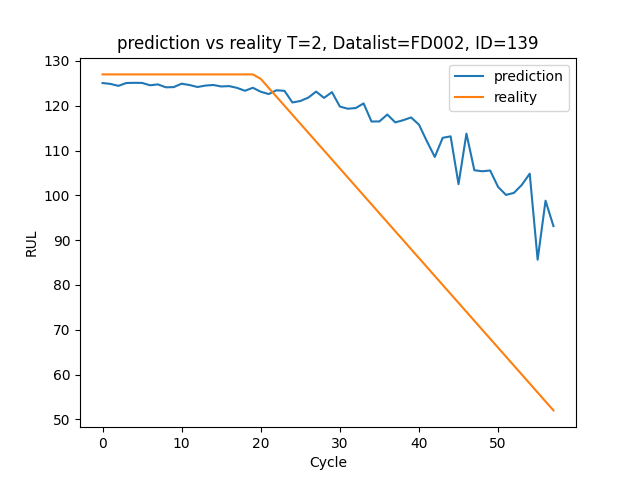 prediction vs reality T=2, Datalist=FD002, ID=139
prediction
reality
130
120
110
100
90
80
70
60
50
RUL
0 10 20 30 40 50
Cycle